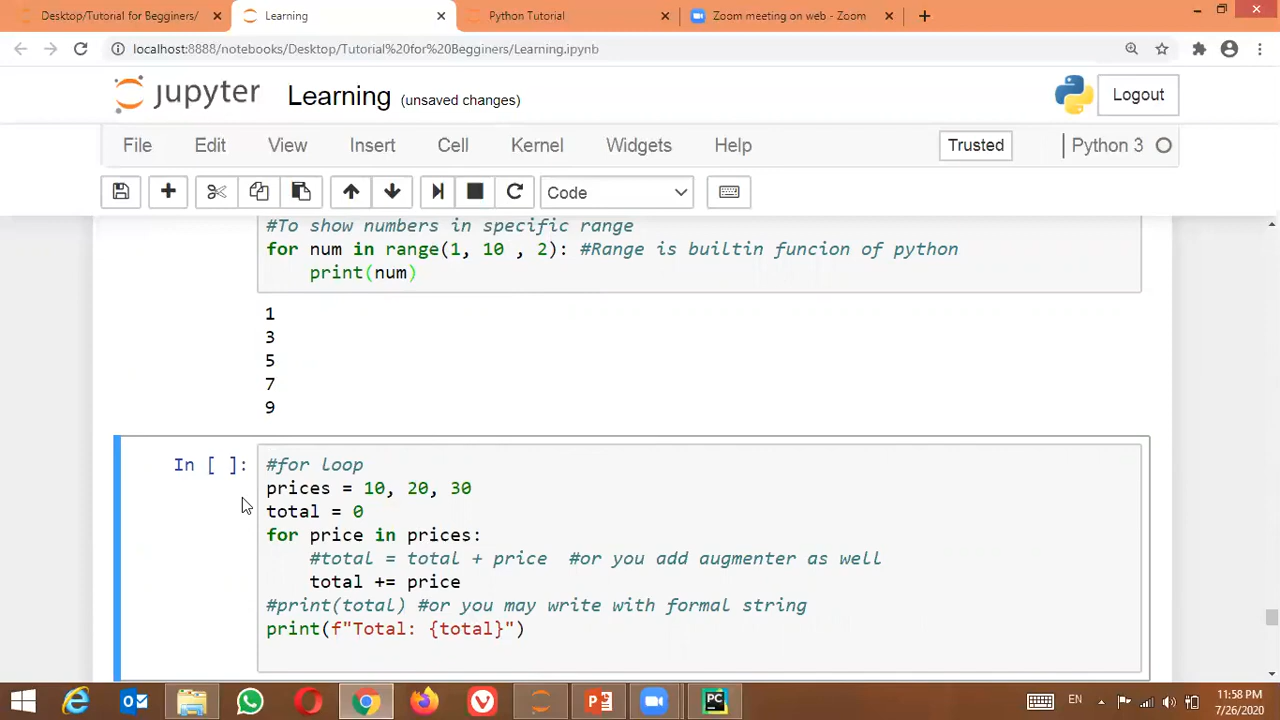 Desktop/Tutorial for Begginers/
Learning
Python Tutorial
Zoom meeting on web - Zoom
localhost:8888/notebooks/Desktop/Tutorial%20for%20Begginers/Learning.ipynb
jupyter
Learning
(unsaved changes)
Logout
File
Edit
View
Insert
Cell
Kernel
Widgets
Help
Trusted
Python 3
Code
#To show numbers in specific range
for num in range(1, 10 , 2): #Range is builtin funcion of python
print(num)
1
3
5
7
9
In [ ]:
#for loop
prices = 10, 20, 30
total = 0
for price in prices:
#total = total + price  #or you add augmenter as well
total += price
#print(total) #or you may write with formal string
print(f"Total: {total}")
EN
11:58 PM
7/26/2020